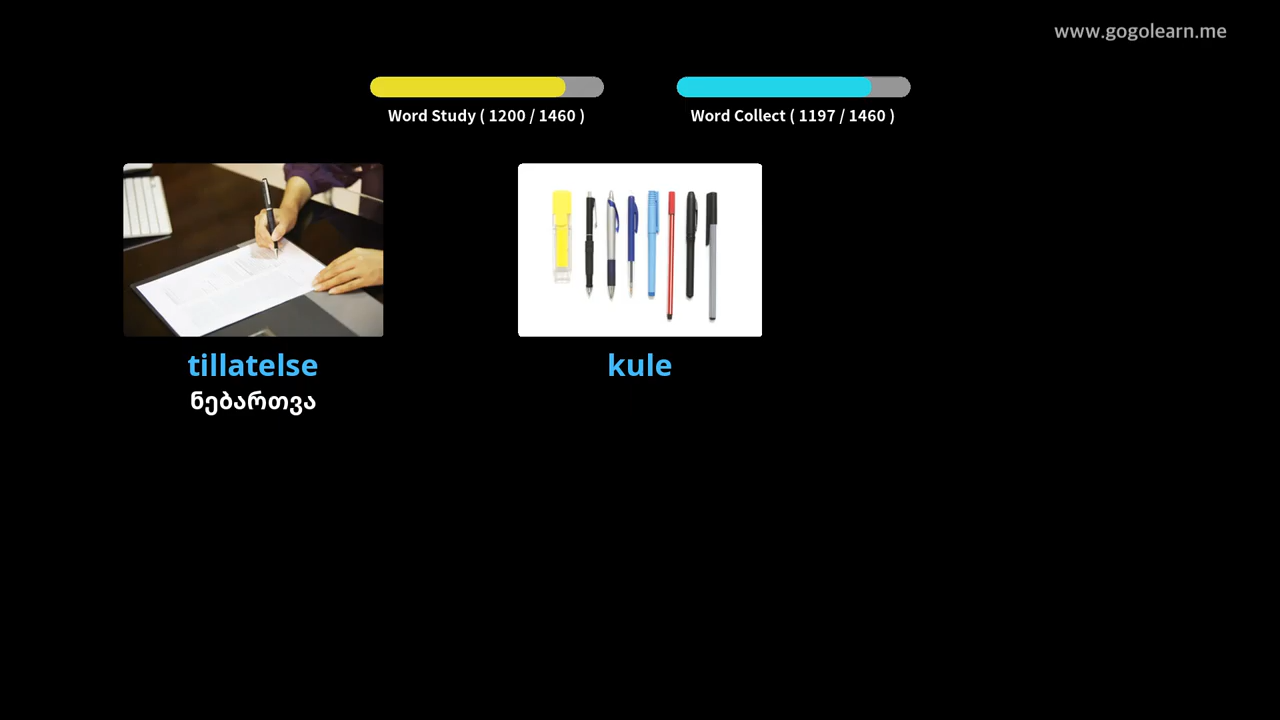 www.gogolearn.me
Word Study ( 1200 / 1460 )
Word Collect ( 1197 / 1460 )
tillatelse
ნებართვა
kule